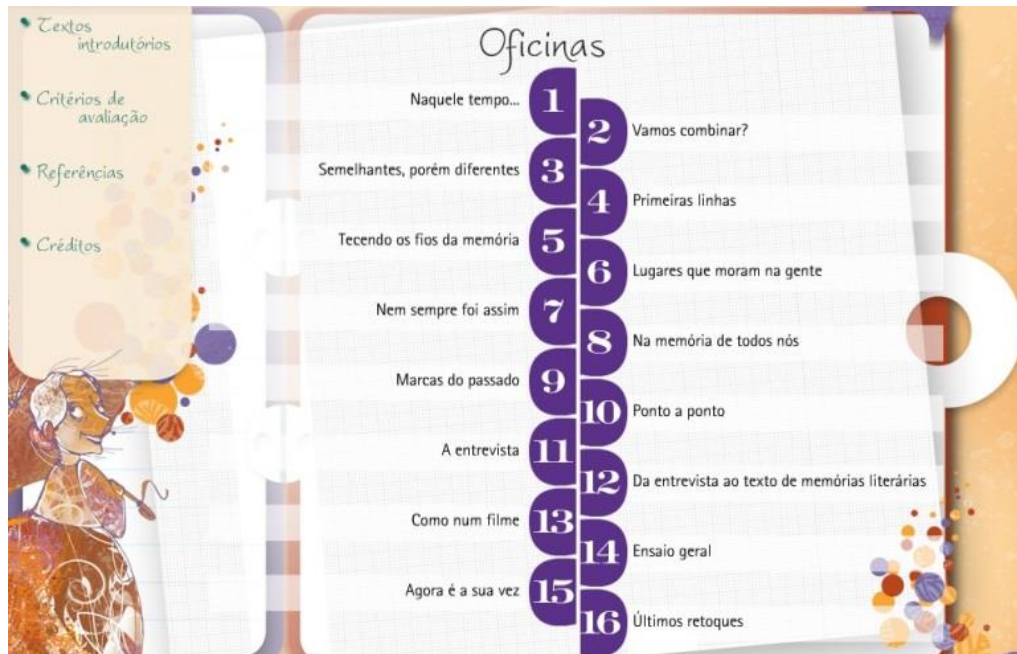 Textos
introdutórios
Critérios de
avaliação
Referências
Créditos
Oficinas
Naquele tempo... 1
2 Vamos combinar?
Semelhantes, porém diferentes 3
4 Primeiras linhas
Tecendo os fios da memória 5
6 Lugares que moram na gente
Nem sempre foi assim 7
8 Na memória de todos nós
Marcas do passado 9
10 Ponto a ponto
A entrevista 11
12 Da entrevista ao texto de memórias literárias
Como num filme 13
14 Ensaio geral
Agora é a sua vez 15
16 Últimos retoques